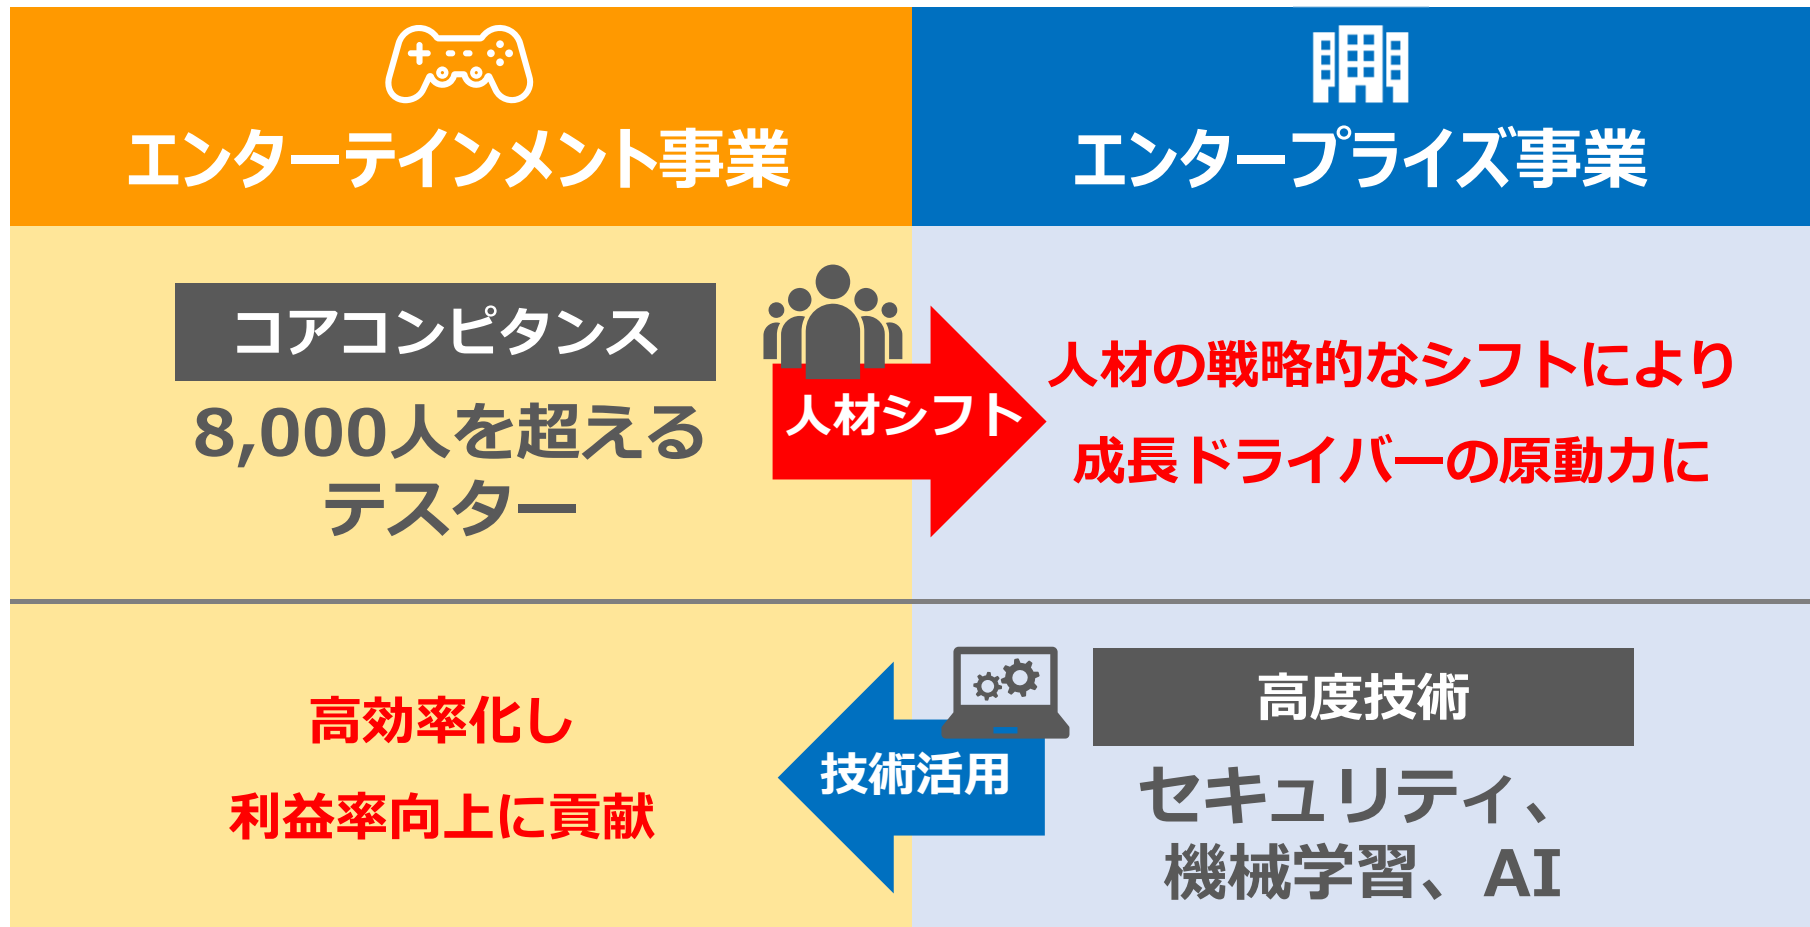 エンターテインメント事業
エンタープライズ事業
コアコンピタンス
8,000人を超える
テスター
人材シフト
人材の戦略的なシフトにより
成長ドライバーの原動力に
高効率化し
利益率向上に貢献
技術活用
高度技術
セキュリティ、
機械学習、AI